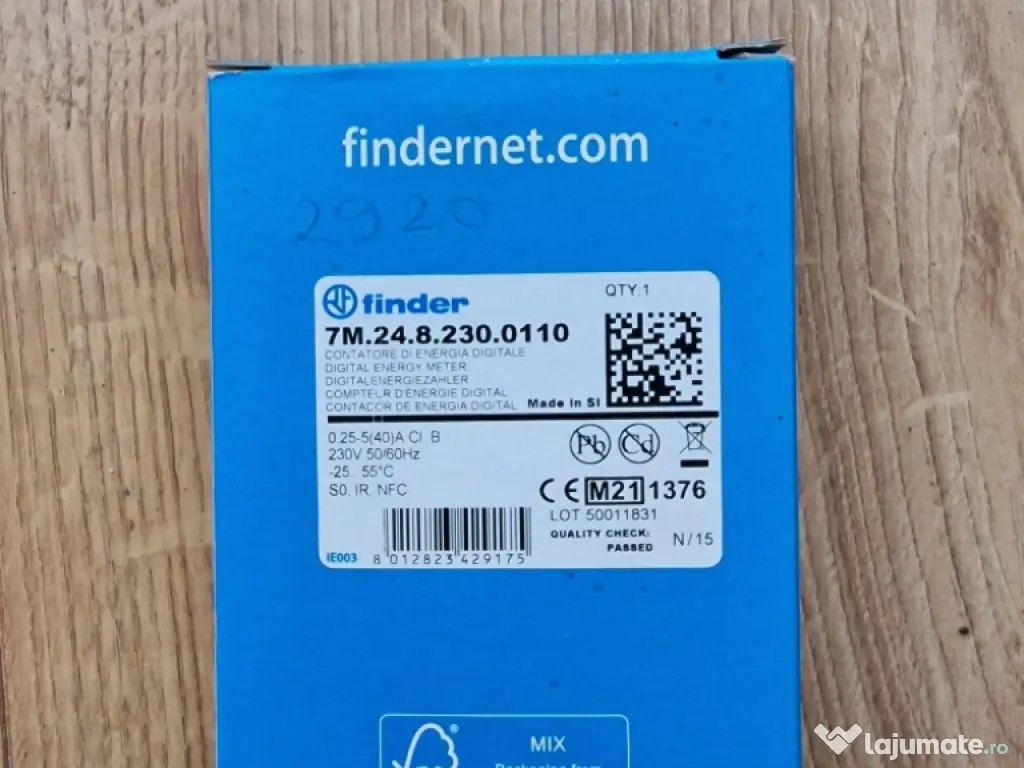 findernet.com
2920
finder
QTY.1
7M.24.8.230.0110
CONTATORE DI ENERGIA DIGITALE
DIGITAL ENERGY METER
DIGITALENERGIEZAHLER
COMPTEUR D'ENERGIE DIGITAL
CONTADOR DE ENERGIA DIGITAL
Made in SI
0.25-5(40)A Cl B
230V 50/60Hz
-25..55°C
S0, IR, NFC
Pb
Cd
CE M21 1376
LOT 50011831
QUALITY CHECK:
PASSED
N/15
IE003
8 012823 429175
MIX
Packaging from
lajumate.ro